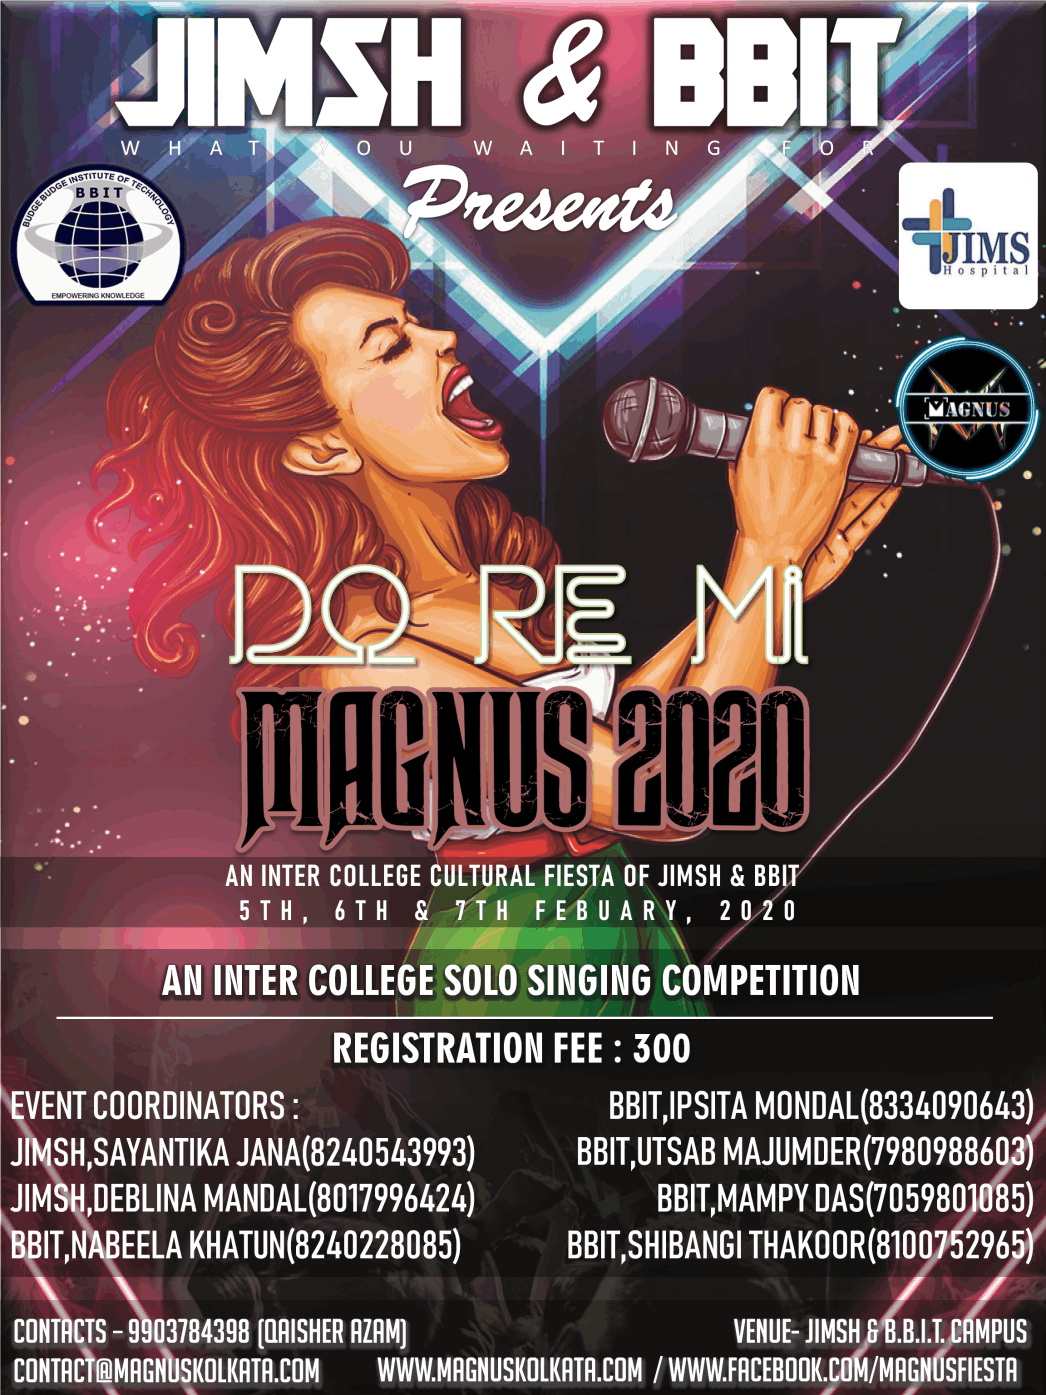 JIMSH & BBIT
WHAT YOU WAITING FOR
Presents
BUDGE BUDGE INSTITUTE OF TECHNOLOGY
BBIT
EMPOWERING KNOWLEDGE
JIMS
Hospital
MAGNUS
DO RE Mi
MAGNUS 2020
AN INTER COLLEGE CULTURAL FIESTA OF JIMSH & BBIT
5TH, 6TH & 7TH FEBUARY, 2020
AN INTER COLLEGE SOLO SINGING COMPETITION
REGISTRATION FEE : 300
EVENT COORDINATORS :
JIMSH,SAYANTIKA JANA(8240543993)
JIMSH,DEBLINA MANDAL(8017996424)
BBIT,NABEELA KHATUN(8240228085)
BBIT,IPSITA MONDAL(8334090643)
BBIT,UTSAB MAJUMDER(7980988603)
BBIT,MAMPY DAS(7059801085)
BBIT,SHIBANGI THAKOOR(8100752965)
CONTACTS - 9903784398 (QAISHER AZAM)
VENUE- JIMSH & B.B.I.T. CAMPUS
CONTACT@MAGNUSKOLKATA.COM
WWW.MAGNUSKOLKATA.COM / WWW.FACEBOOK.COM/MAGNUSFIESTA